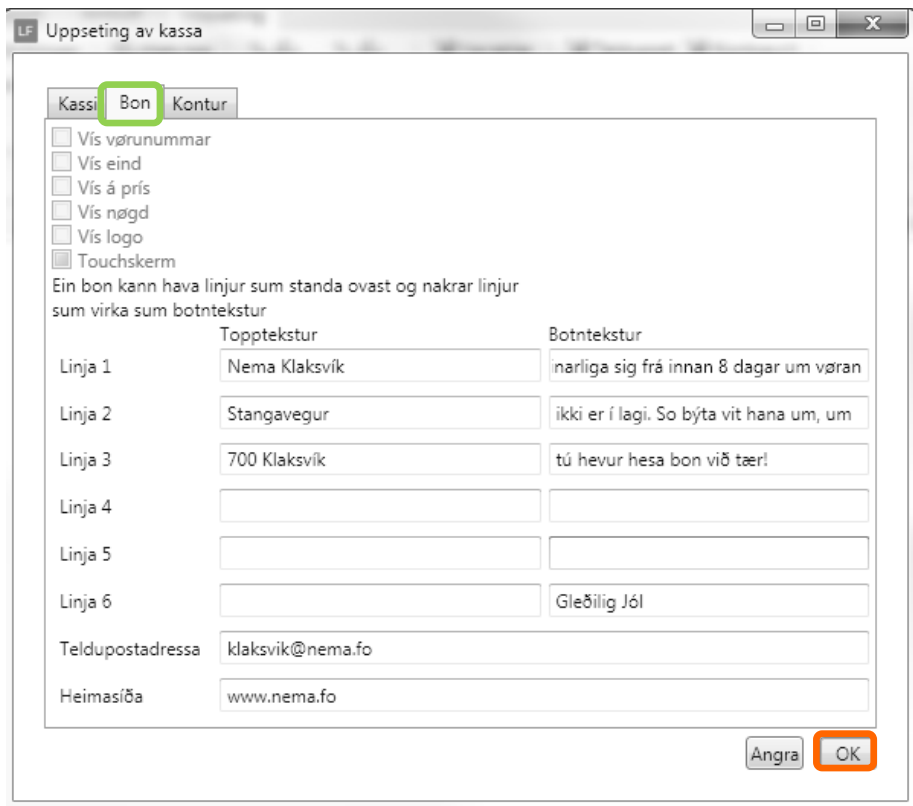 LF Uppseting av kassa
Kassi Bon Kontur
Vís vørunummar
Vís eind
Vís á prís
Vís nøgd
Vís logo
Touchskerm
Ein bon kann hava linjur sum standa ovast og nakrar linjur
sum virka sum botntekstur
Topptekstur Botntekstur
Linja 1 Nema Klaksvík narliga sig frá innan 8 dagar um vøran
Linja 2 Stangavegur ikki er í lagi. So býta vit hana um, um
Linja 3 700 Klaksvík tú hevur hesa bon við tær!
Linja 4
Linja 5
Linja 6 Gleðilig Jól
Teldupostadressa klaksvik@nema.fo
Heimasíða www.nema.fo
Angra OK